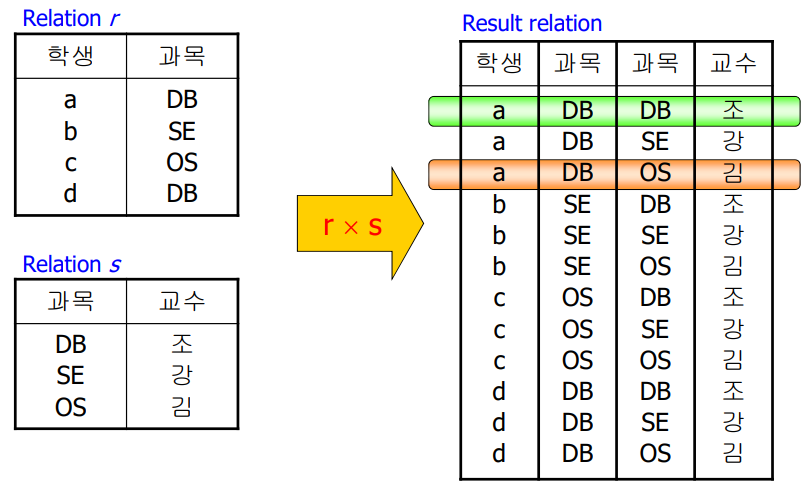 Relation r
학생 과목
a DB
b SE
c OS
d DB
Relation s
과목 교수
DB 조
SE 강
OS 김
r × s
Result relation
학생 과목 과목 교수
a DB DB 조
a DB SE 강
a DB OS 김
b SE DB 조
b SE SE 강
b SE OS 김
c OS DB 조
c OS SE 강
c OS OS 김
d DB DB 조
d DB SE 강
d DB OS 김